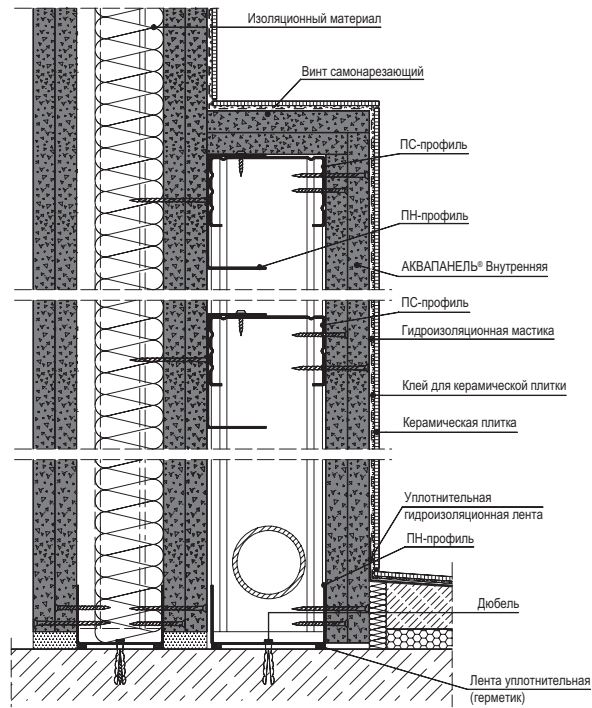 Изоляционный материал
Винт самонарезающий
ПС-профиль
ПН-профиль
АКВАПАНЕЛЬ® Внутренняя
ПС-профиль
Гидроизоляционная мастика
Клей для керамической плитки
Керамическая плитка
Уплотнительная
гидроизоляционная лента
ПН-профиль
Дюбель
Лента уплотнительная
(герметик)